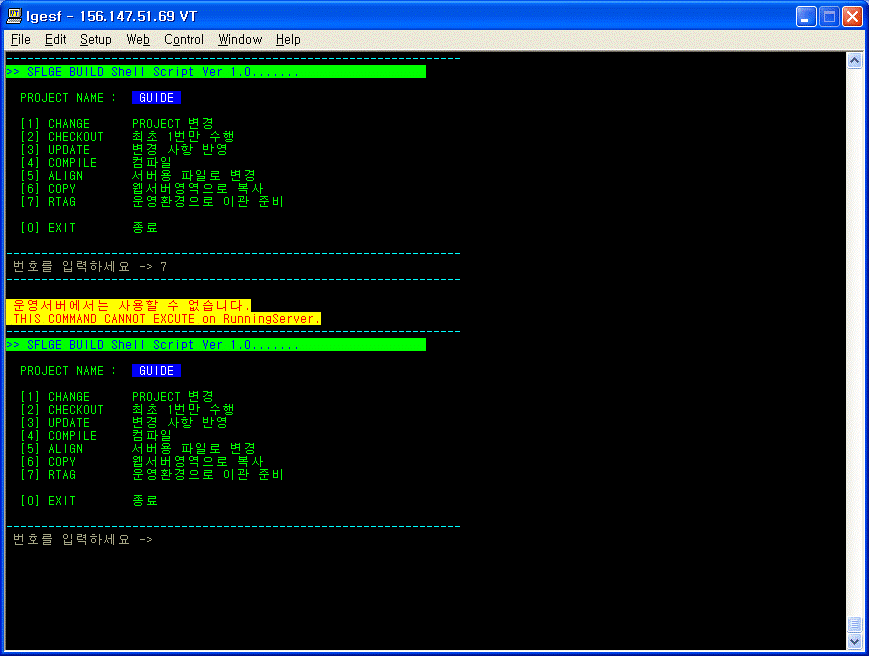 lgesf - 156.147.51.69 VT
File Edit Setup Web Control Window Help
-----------------------------------------------------------------
>> SFLGE BUILD Shell Script Ver 1.0.......
PROJECT NAME : GUIDE
[1] CHANGE PROJECT 변경
[2] CHECKOUT 최초 1번만 수행
[3] UPDATE 변경 사항 반영
[4] COMPILE 컴파일
[5] ALIGN 서버용 파일로 변경
[6] COPY 웹서버영역으로 복사
[7] RTAG 운영환경으로 이관 준비
[0] EXIT 종료
-----------------------------------------------------------------
번호를 입력하세요 -> 7
-----------------------------------------------------------------
운영서버에서는 사용할 수 없습니다.
THIS COMMAND CANNOT EXCUTE on RunningServer.
-----------------------------------------------------------------
>> SFLGE BUILD Shell Script Ver 1.0.......
PROJECT NAME : GUIDE
[1] CHANGE PROJECT 변경
[2] CHECKOUT 최초 1번만 수행
[3] UPDATE 변경 사항 반영
[4] COMPILE 컴파일
[5] ALIGN 서버용 파일로 변경
[6] COPY 웹서버영역으로 복사
[7] RTAG 운영환경으로 이관 준비
[0] EXIT 종료
-----------------------------------------------------------------
번호를 입력하세요 ->